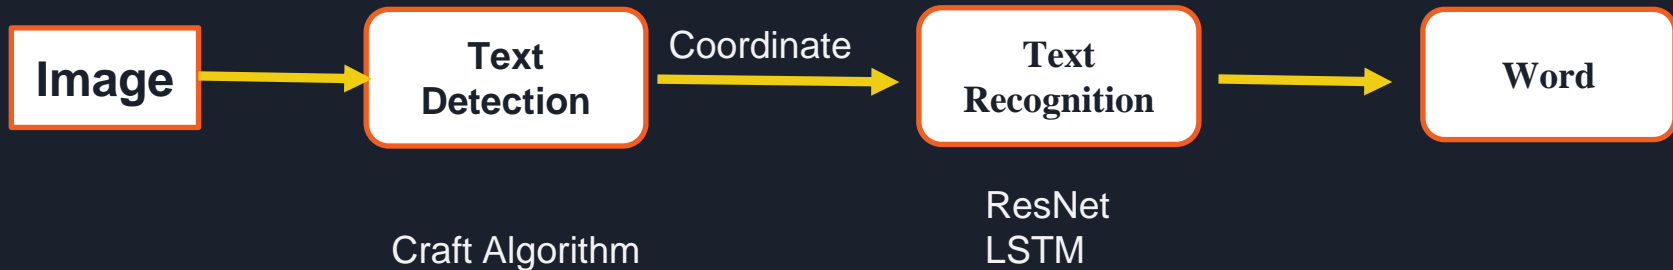 Image
Text
Detection
Coordinate
Text
Recognition
Word
Craft Algorithm
ResNet
LSTM